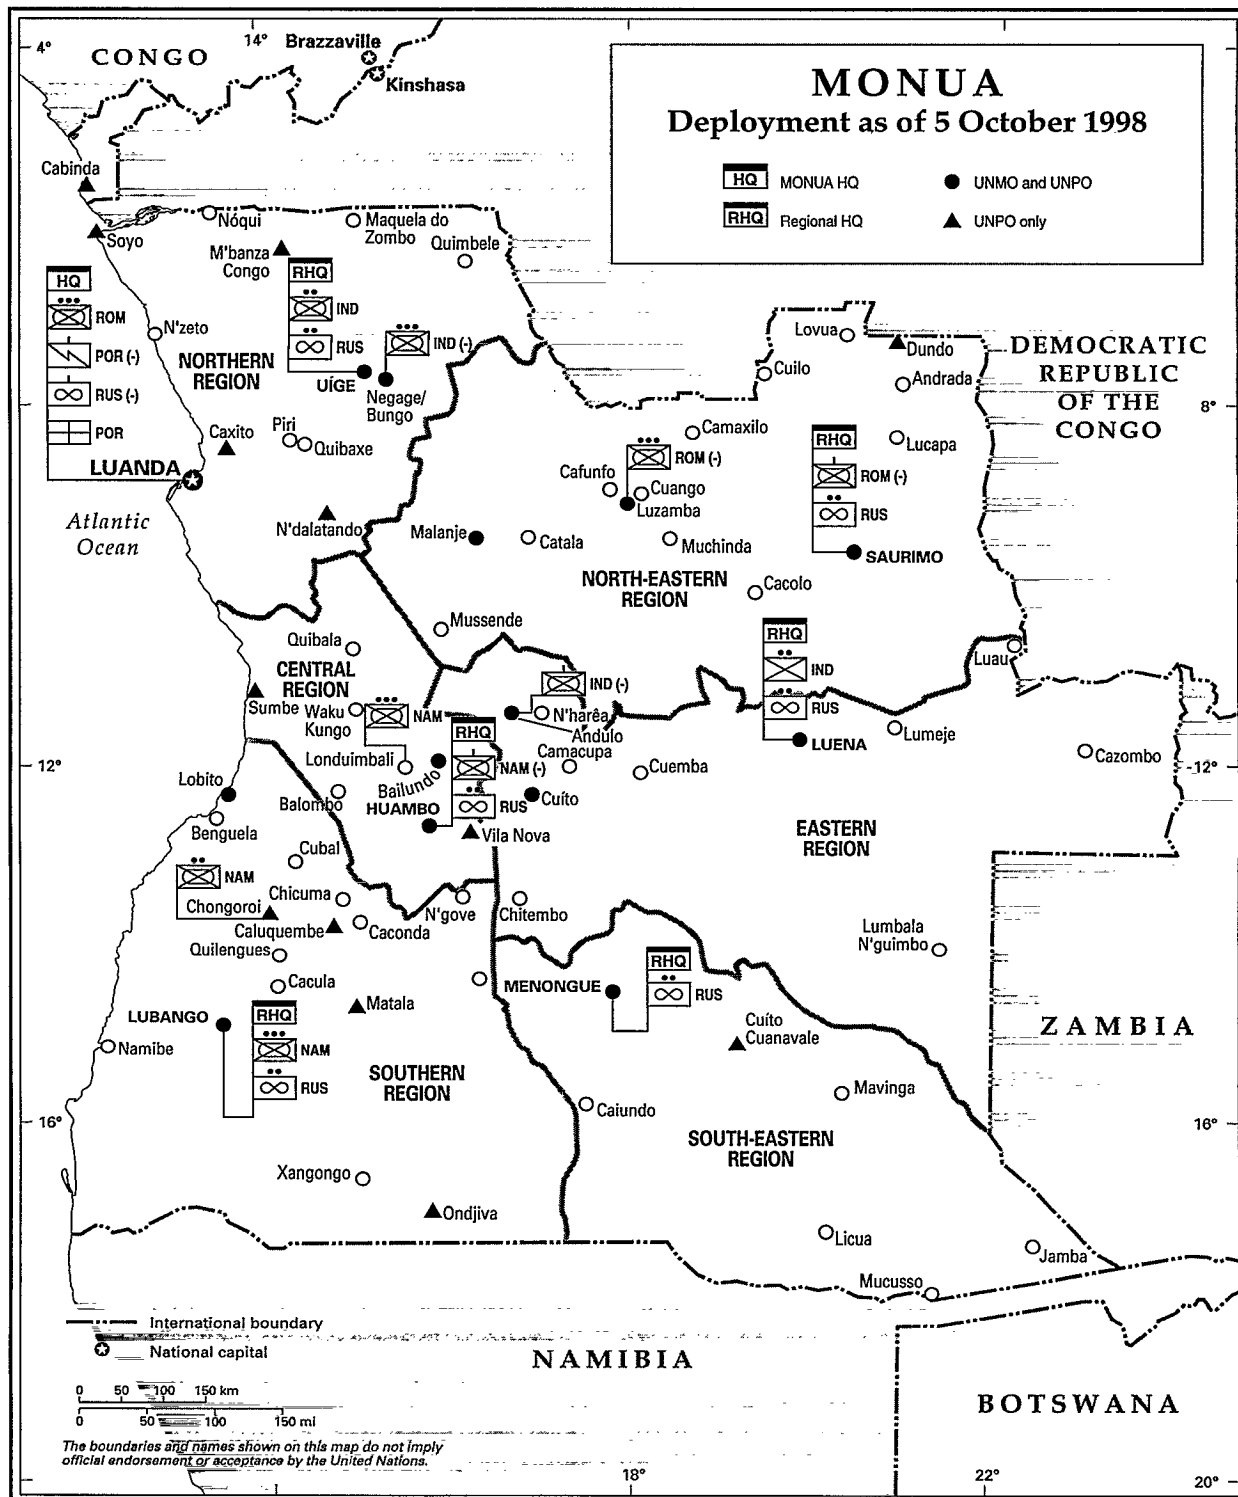 4°
14°
CONGO
Brazzaville
Kinshasa
MONUA
Deployment as of 5 October 1998
HQ MONUA HQ
UNMO and UNPO
RHQ Regional HQ
UNPO only
Cabinda
Soyo
Nóqui
Maquela do
Zombo
M'banza
Congo
Quimbele
HQ
ROM
POR (-)
RUS (-)
POR
RHQ
IND
RUS
IND (-)
N'zeto
NORTHERN
REGION
UÍGE
Negage/
Bungo
Lovua
Dundo
Cuilo
Andrada
DEMOCRATIC
REPUBLIC
OF THE
CONGO
8°
Piri
Quibaxe
Caxito
LUANDA
Camaxilo
Lucapa
RHQ
ROM (-)
RUS
ROM (-)
Cafunfo
Cuango
Luzamba
Atlantic
Ocean
N'dalatando
Malanje
Catala
Muchinda
SAURIMO
NORTH-EASTERN
REGION
Cacolo
Mussende
Quibala
RHQ
IND
RUS
Luau
CENTRAL
REGION
IND (-)
Sumbe
Waku
Kungo
NAM
N'harêa
Andulo
RHQ
NAM (-)
RUS
LUENA
Lumeje
Cazombo
Londuimbali
Bailundo
Camacupa
Cuemba
12°
-12°
Lobito
Balombo
HUAMBO
Cuíto
Benguela
Vila Nova
EASTERN
REGION
Cubal
NAM
Chicuma
Chongoroi
Caluquembe
Caconda
N'gove
Chitembo
Lumbala
N'guimbo
Quilengues
Cacula
Matala
RHQ
RUS
MENONGUE
LUBANGO
RHQ
NAM
RUS
Cuíto
Cuanavale
ZAMBIA
Namibe
SOUTHERN
REGION
Mavinga
Caiundo
16°
16°
SOUTH-EASTERN
REGION
Xangongo
Ondjiva
Licua
Jamba
Mucusso
International boundary
National capital
NAMIBIA
BOTSWANA
0 50 100 150 km
0 50 100 150 mi
The boundaries and names shown on this map do not imply
official endorsement or acceptance by the United Nations.
18°
22°
20°